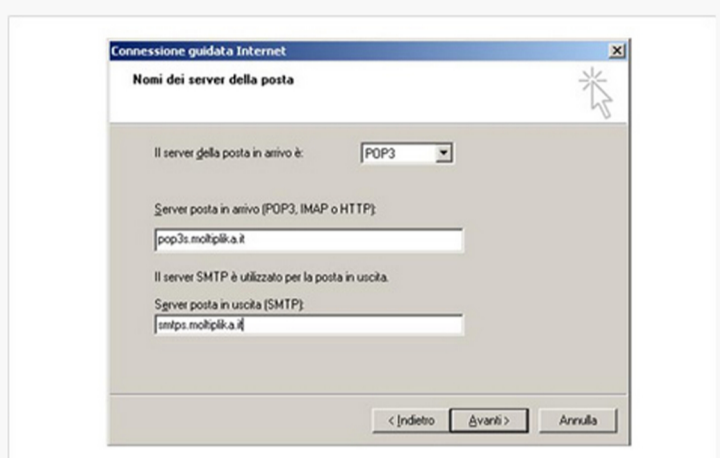 Connessione guidata Internet
Nomi dei server della posta
Il server della posta in arrivo è: POP3
Server posta in arrivo (POP3, IMAP o HTTP):
pop3s.moltiplika.it
Il server SMTP è utilizzato per la posta in uscita.
Server posta in uscita (SMTP):
smtps.moltiplika.it
< Indietro Avanti > Annulla